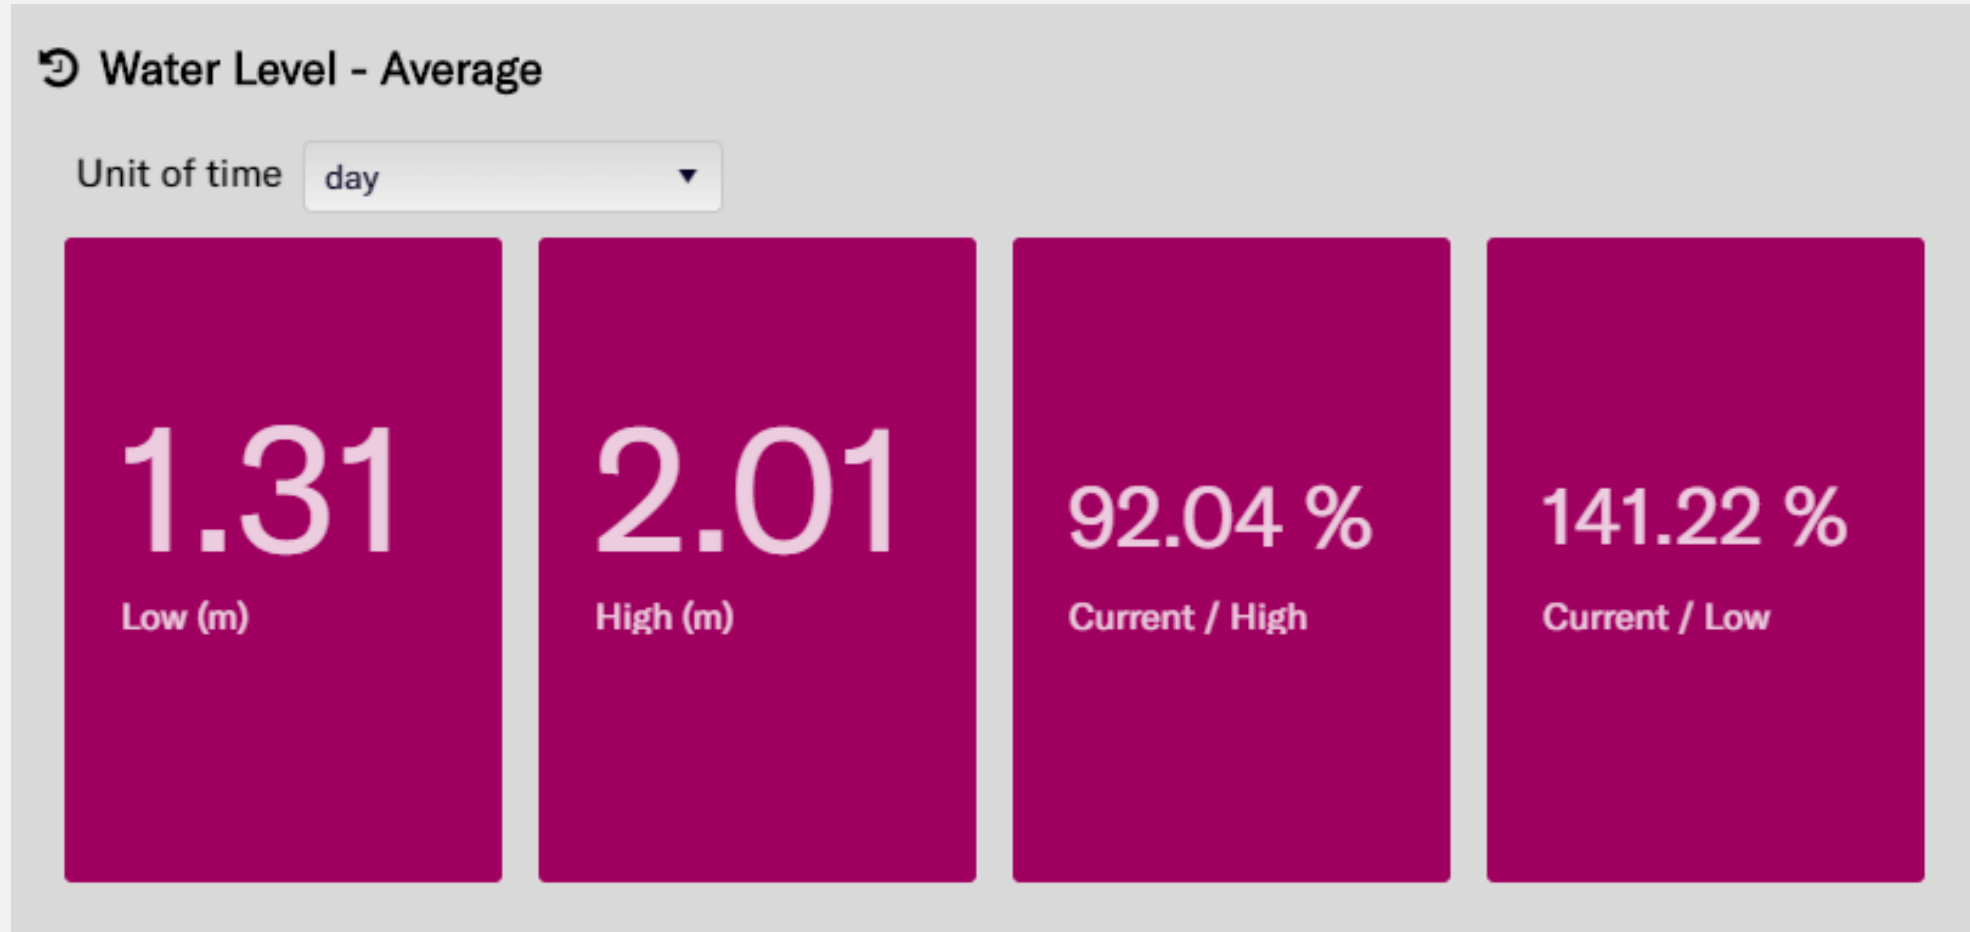 Water Level - Average
Unit of time day
1.31
Low (m)
2.01
High (m)
92.04 %
Current / High
141.22 %
Current / Low